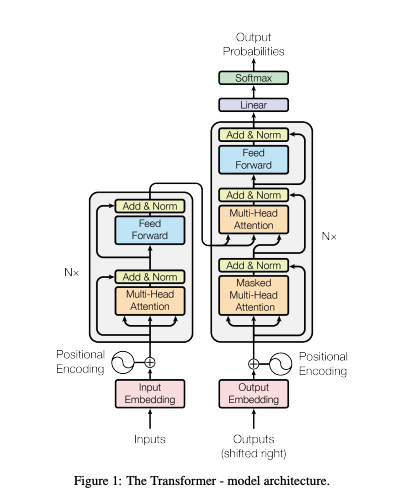 Output
Probabilities
Softmax
Linear
Add & Norm
Feed
Forward
Add & Norm
Multi-Head
Attention
Add & Norm
Masked
Multi-Head
Attention
N×
Positional
Encoding
Output
Embedding
Outputs
(shifted right)
Add & Norm
Feed
Forward
Add & Norm
Multi-Head
Attention
N×
Positional
Encoding
Input
Embedding
Inputs
Figure 1: The Transformer - model architecture.